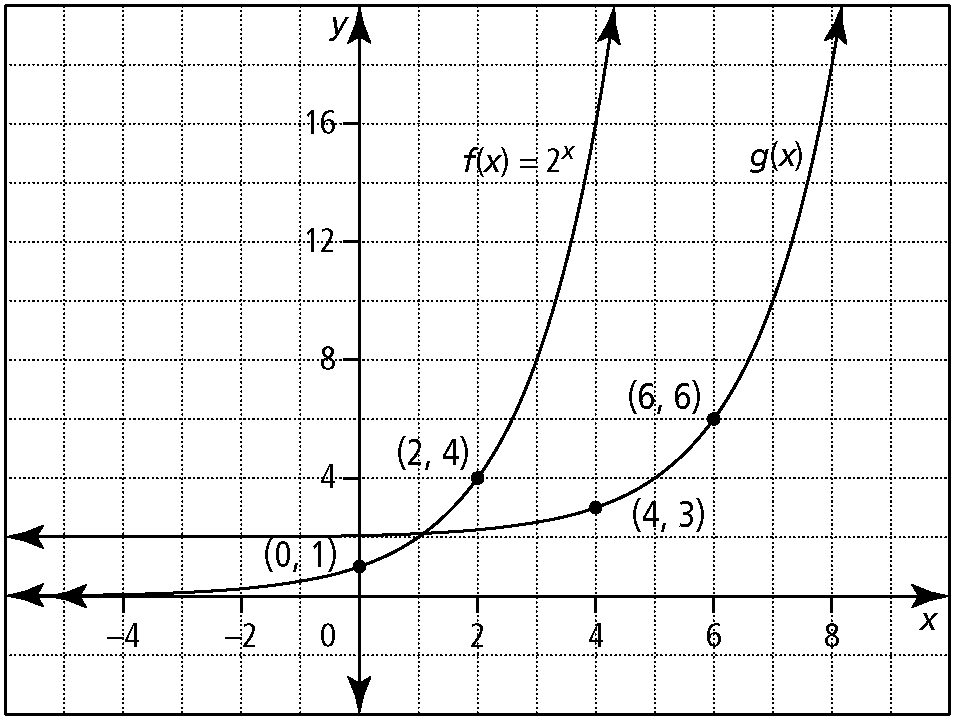 y
16
f(x) = 2^x
g(x)
12
8
(6, 6)
(2, 4)
4
(4, 3)
(0, 1)
–4 –2 0 2 4 6 8
x